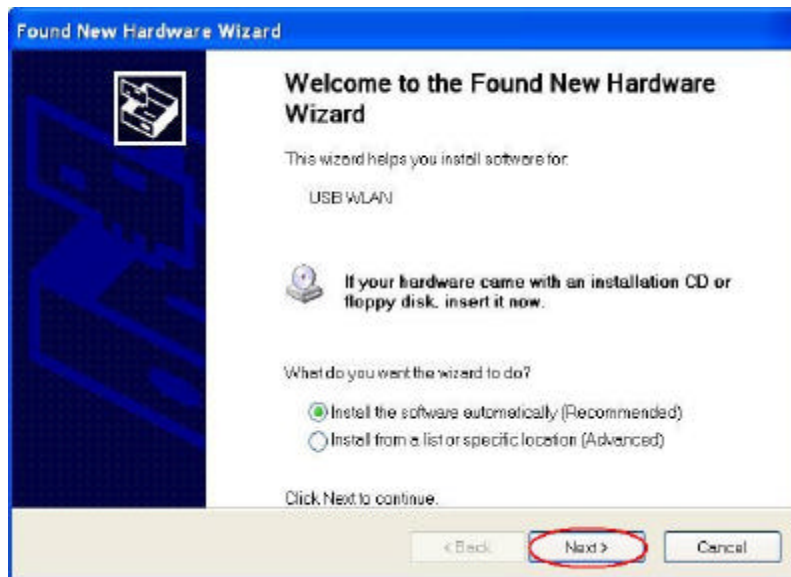 Found New Hardware Wizard
Welcome to the Found New Hardware
Wizard
This wizard helps you install software for:
USB WLAN
If your hardware came with an installation CD or
floppy disk, insert it now.
What do you want the wizard to do?
Install the software automatically (Recommended)
Install from a list or specific location (Advanced)
Click Next to continue.
< Back
Next >
Cancel